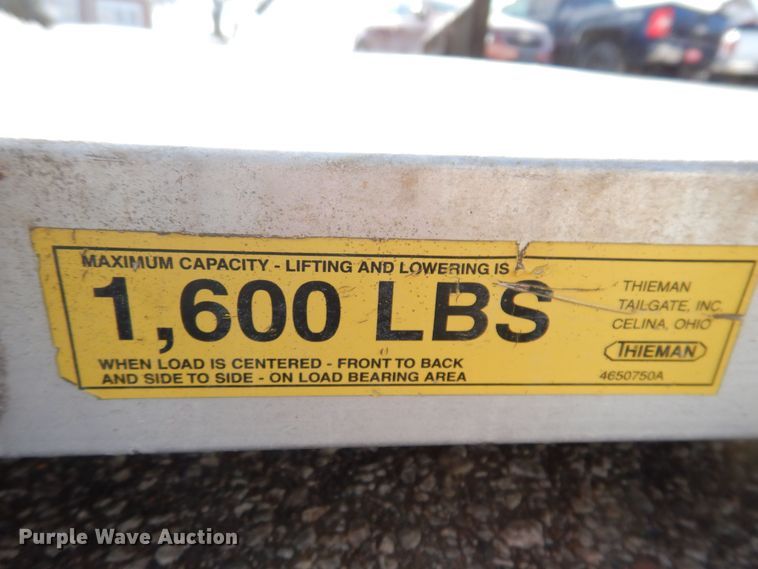 MAXIMUM CAPACITY - LIFTING AND LOWERING IS
1,600 LBS
WHEN LOAD IS CENTERED - FRONT TO BACK
AND SIDE TO SIDE - ON LOAD BEARING AREA
THIEMAN
TAILGATE, INC
CELINA, OHIO
THIEMAN
4650750A
Purple Wave Auction